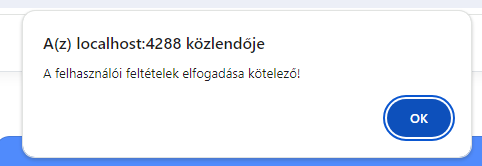 A(z) localhost:4288 közlendője
A felhasználói feltételek elfogadása kötelező!
OK